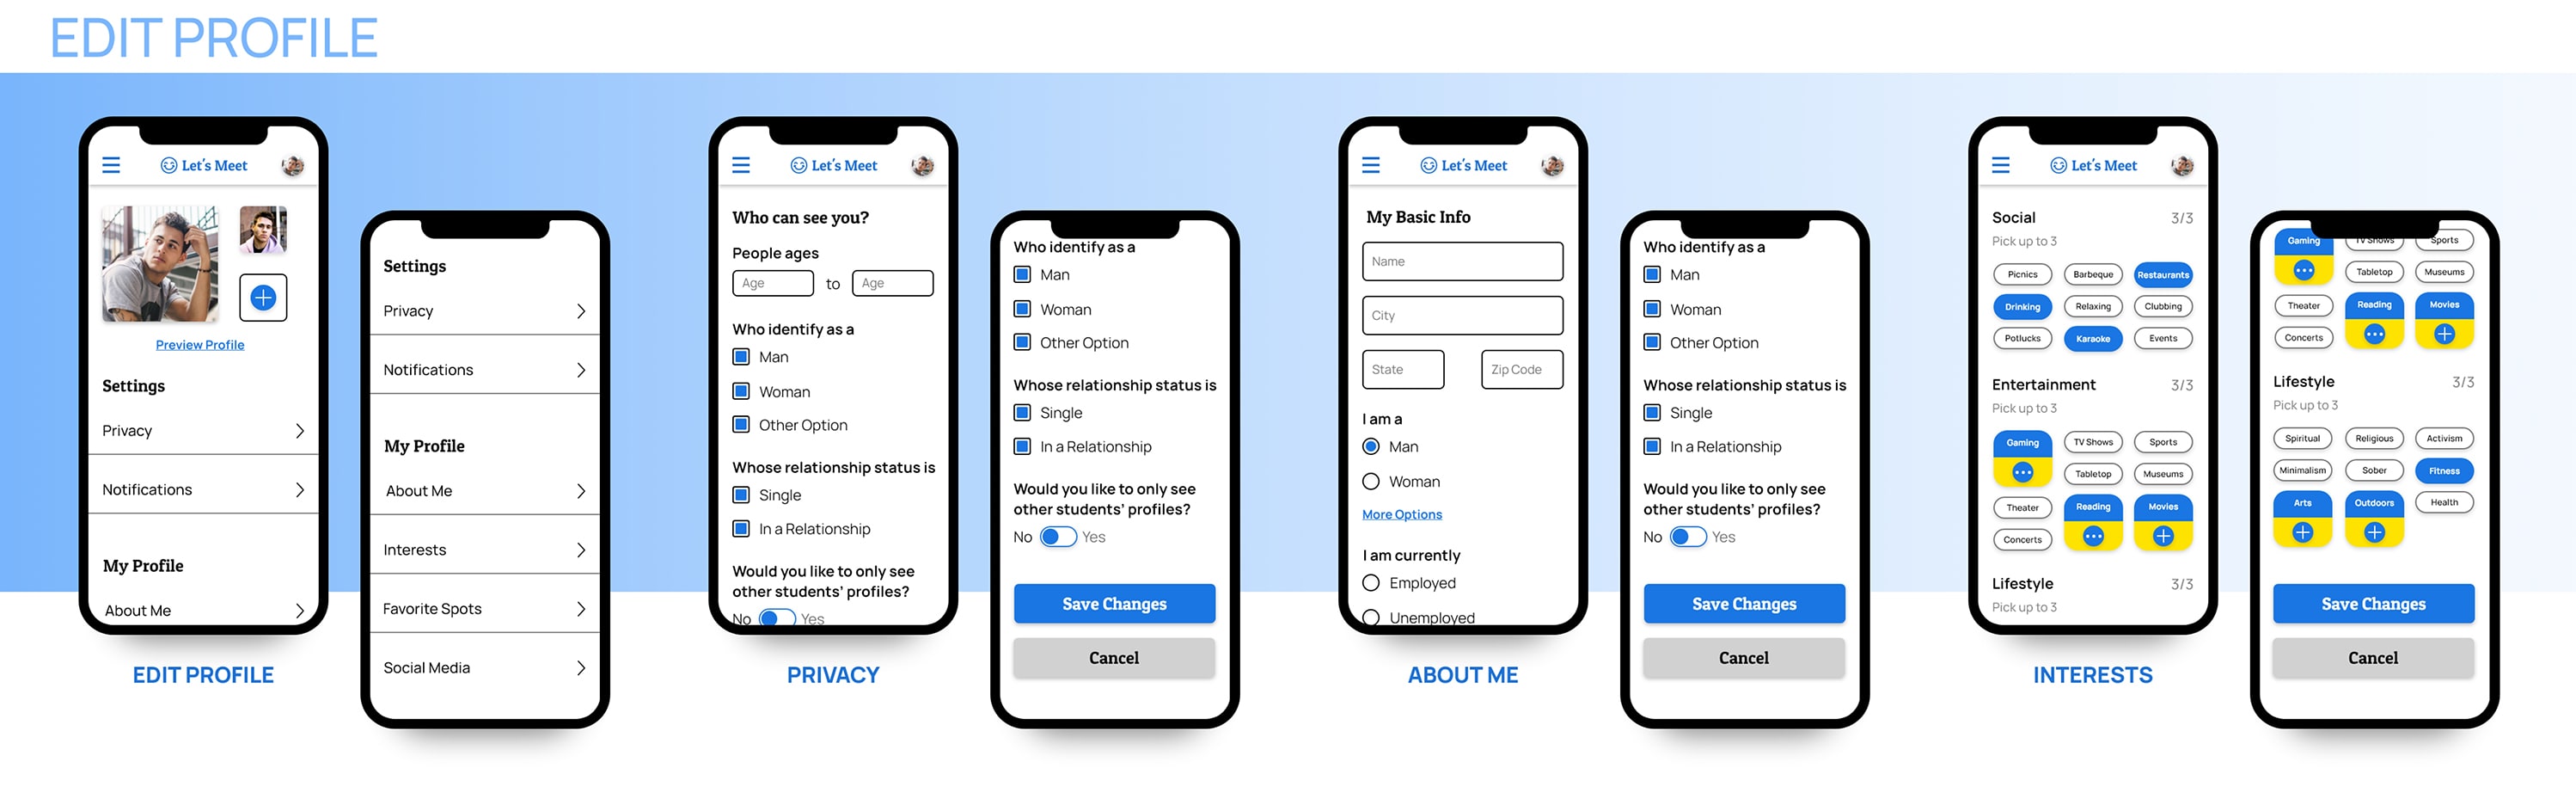 EDIT PROFILE
Let's Meet
Preview Profile
Settings
Privacy
Notifications
My Profile
About Me
EDIT PROFILE
Settings
Privacy
Notifications
My Profile
About Me
Interests
Favorite Spots
Social Media
Let's Meet
Who can see you?
People ages
Age to Age
Who identify as a
Man
Woman
Other Option
Whose relationship status is
Single
In a Relationship
Would you like to only see
other students' profiles?
No Yes
PRIVACY
Who identify as a
Man
Woman
Other Option
Whose relationship status is
Single
In a Relationship
Would you like to only see
other students' profiles?
No Yes
Save Changes
Cancel
Let's Meet
My Basic Info
Name
City
State Zip Code
I am a
Man
Woman
More Options
I am currently
Employed
Unemployed
ABOUT ME
Who identify as a
Man
Woman
Other Option
Whose relationship status is
Single
In a Relationship
Would you like to only see
other students' profiles?
No Yes
Save Changes
Cancel
Let's Meet
Social 3/3
Pick up to 3
Picnics Barbeque Restaurants
Drinking Relaxing Clubbing
Potlucks Karaoke Events
Entertainment 3/3
Pick up to 3
Gaming TV Shows Sports
Tabletop Museums
Theater Reading Movies
Concerts
Lifestyle 3/3
Pick up to 3
INTERESTS
Gaming TV Shows Sports
Tabletop Museums
Theater Reading Movies
Concerts
Lifestyle 3/3
Pick up to 3
Spiritual Religious Activism
Minimalism Sober Fitness
Arts Outdoors Health
Save Changes
Cancel